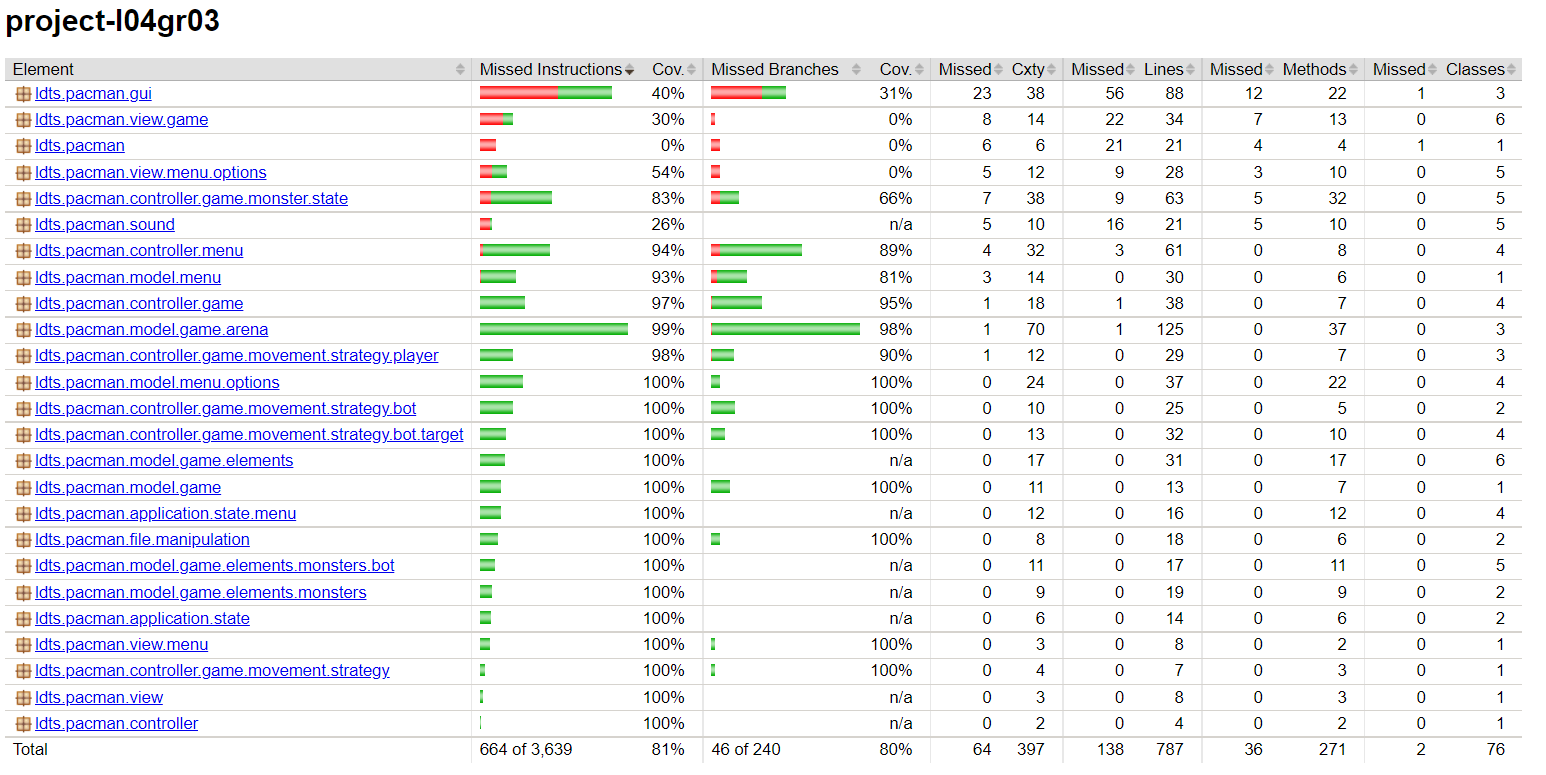 project-l04gr03
Element Missed Instructions Cov. Missed Branches Cov. Missed Cxty Missed Lines Missed Methods Missed Classes
ldts.pacman.gui 40% 31% 23 38 56 88 12 22 1 3
ldts.pacman.view.game 30% 0% 8 14 22 34 7 13 0 6
ldts.pacman 0% 0% 6 6 21 21 4 4 1 1
ldts.pacman.view.menu.options 54% 0% 5 12 9 28 3 10 0 5
ldts.pacman.controller.game.monster.state 83% 66% 7 38 9 63 5 32 0 5
ldts.pacman.sound 26% n/a 5 10 16 21 5 10 0 5
ldts.pacman.controller.menu 94% 89% 4 32 3 61 0 8 0 4
ldts.pacman.model.menu 93% 81% 3 14 0 30 0 6 0 1
ldts.pacman.controller.game 97% 95% 1 18 1 38 0 7 0 4
ldts.pacman.model.game.arena 99% 98% 1 70 1 125 0 37 0 3
ldts.pacman.controller.game.movement.strategy.player 98% 90% 1 12 0 29 0 7 0 3
ldts.pacman.model.menu.options 100% 100% 0 24 0 37 0 22 0 4
ldts.pacman.controller.game.movement.strategy.bot 100% 100% 0 10 0 25 0 5 0 2
ldts.pacman.controller.game.movement.strategy.bot.target 100% 100% 0 13 0 32 0 10 0 4
ldts.pacman.model.game.elements 100% n/a 0 17 0 31 0 17 0 6
ldts.pacman.model.game 100% 100% 0 11 0 13 0 7 0 1
ldts.pacman.application.state.menu 100% n/a 0 12 0 16 0 12 0 4
ldts.pacman.file.manipulation 100% 100% 0 8 0 18 0 6 0 2
ldts.pacman.model.game.elements.monsters.bot 100% n/a 0 11 0 17 0 11 0 5
ldts.pacman.model.game.elements.monsters 100% n/a 0 9 0 19 0 9 0 2
ldts.pacman.application.state 100% n/a 0 6 0 14 0 6 0 2
ldts.pacman.view.menu 100% 100% 0 3 0 8 0 2 0 1
ldts.pacman.controller.game.movement.strategy 100% 100% 0 4 0 7 0 3 0 1
ldts.pacman.view 100% n/a 0 3 0 8 0 3 0 1
ldts.pacman.controller 100% n/a 0 2 0 4 0 2 0 1
Total 664 of 3,639 81% 46 of 240 80% 64 397 138 787 36 271 2 76